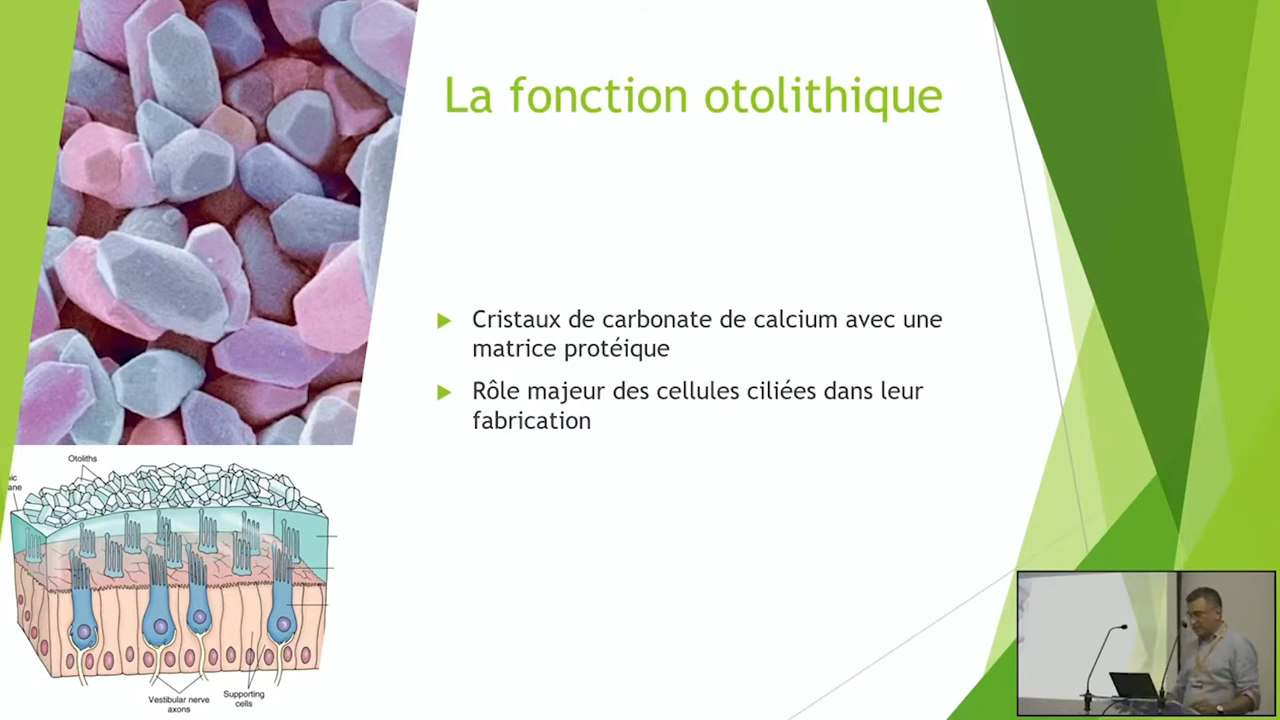 La fonction otolithique
Cristaux de carbonate de calcium avec une
matrice protéique
Rôle majeur des cellules ciliées dans leur
fabrication
Otoliths
Vestibular nerve
axons
Supporting
cells